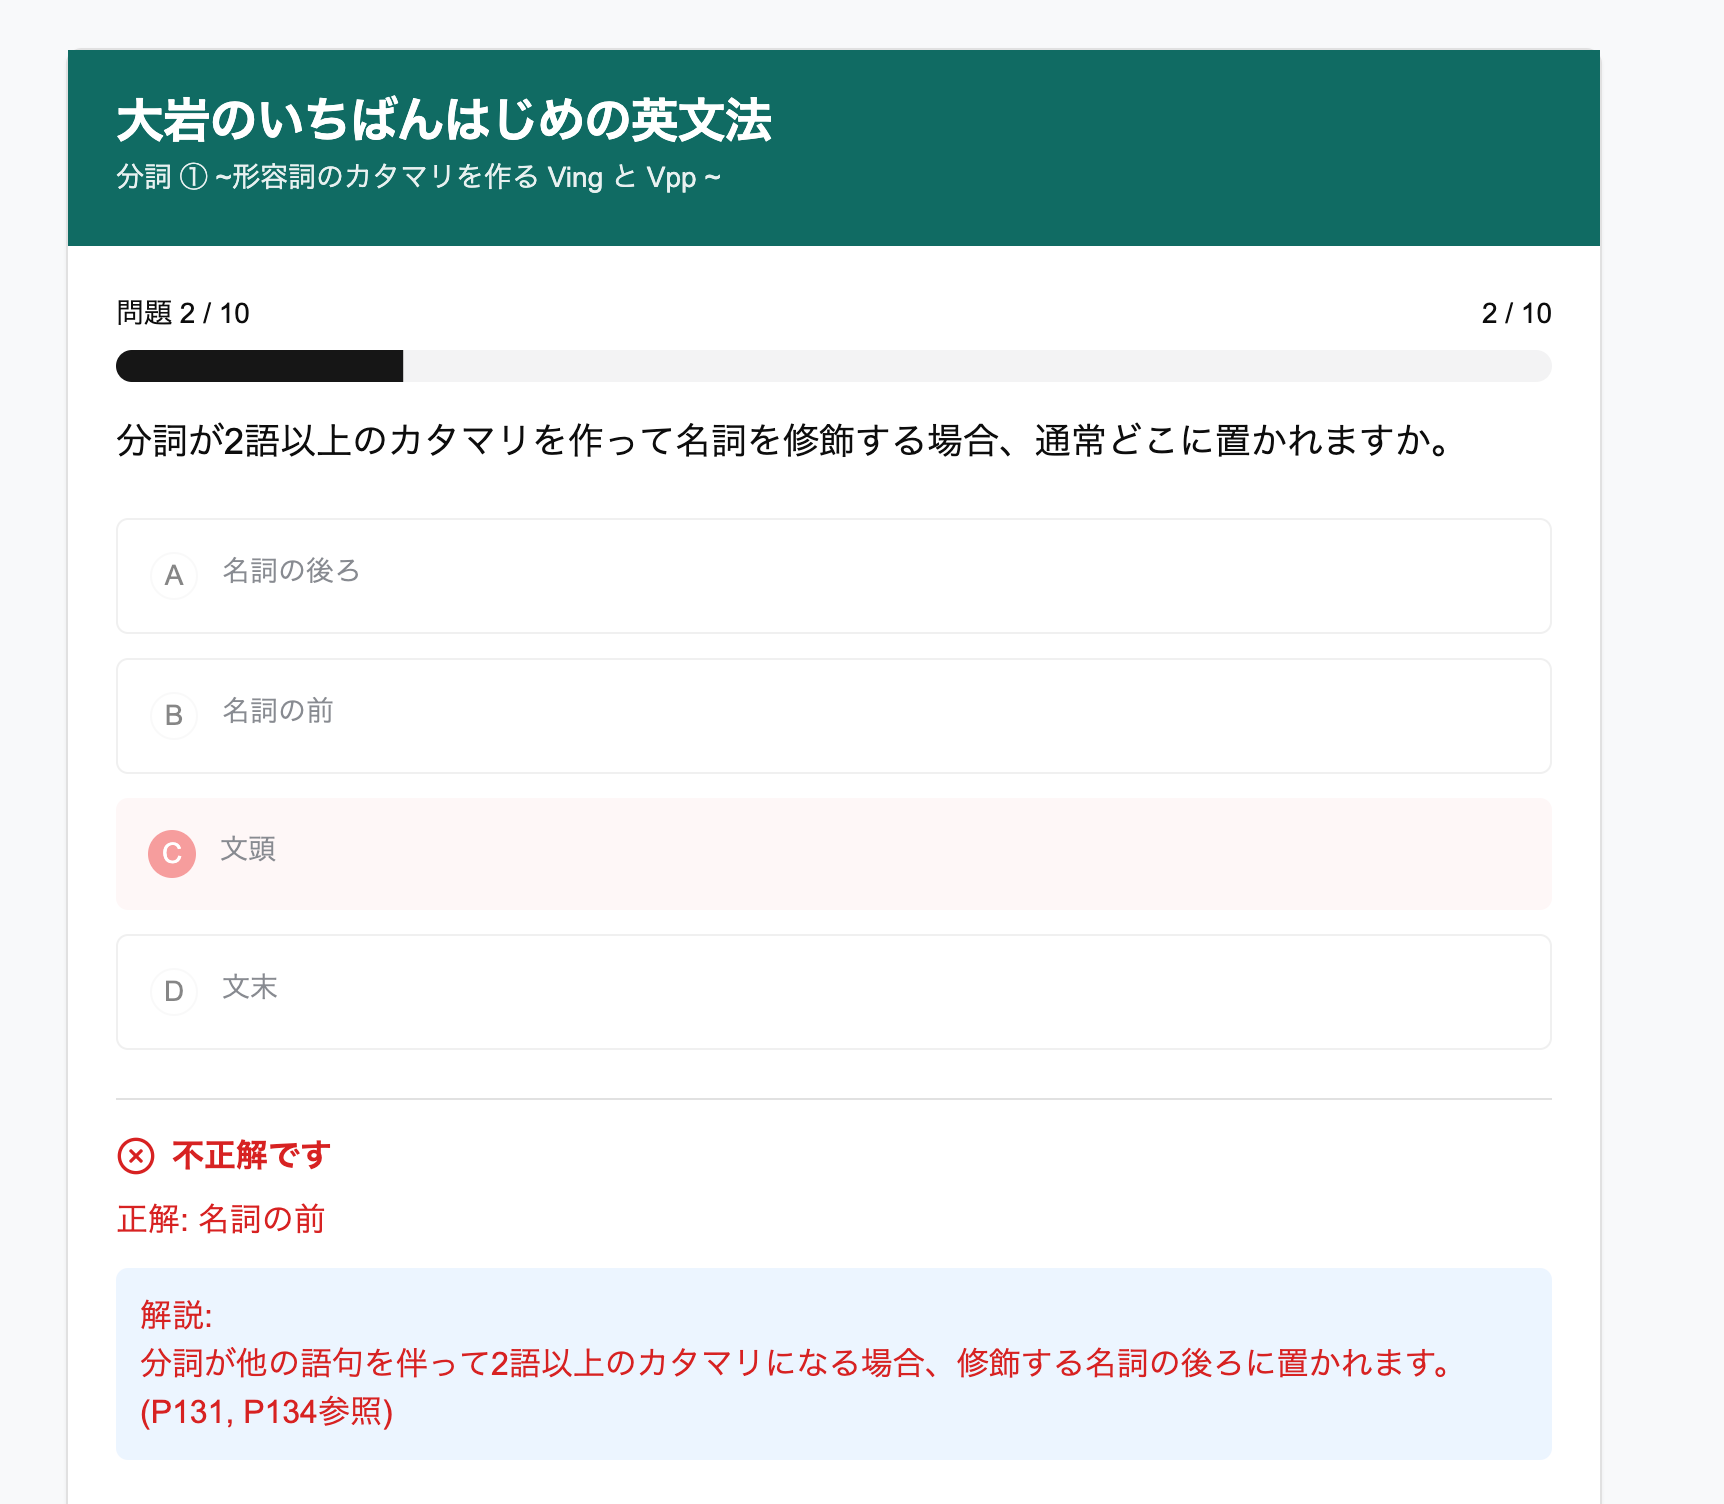 大岩のいちばんはじめの英文法
分詞 ① ~形容詞のカタマリを作る Ving と Vpp ~
問題 2 / 10
2 / 10
分詞が2語以上のカタマリを作って名詞を修飾する場合、通常どこに置かれますか。
A 名詞の後ろ
B 名詞の前
C 文頭
D 文末
不正解です
正解: 名詞の前
解説:
分詞が他の語句を伴って2語以上のカタマリになる場合、修飾する名詞の後ろに置かれます。
(P131, P134参照)